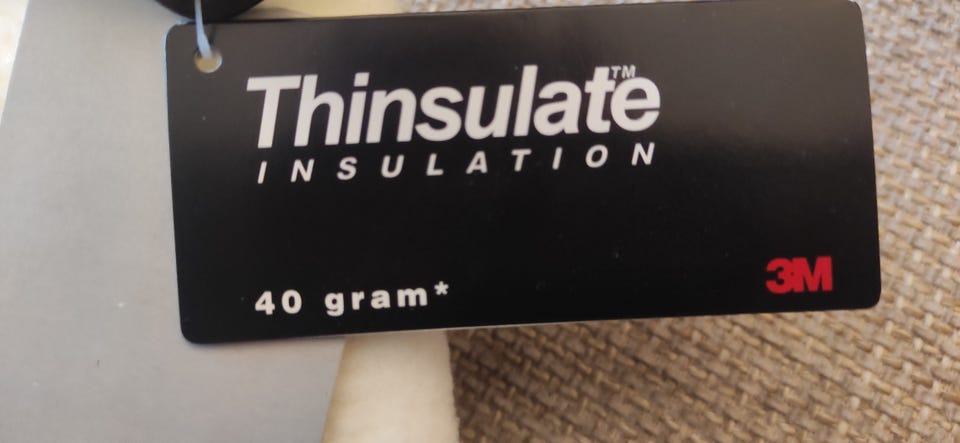 Thinsulate™
INSULATION
40 gram*
3M